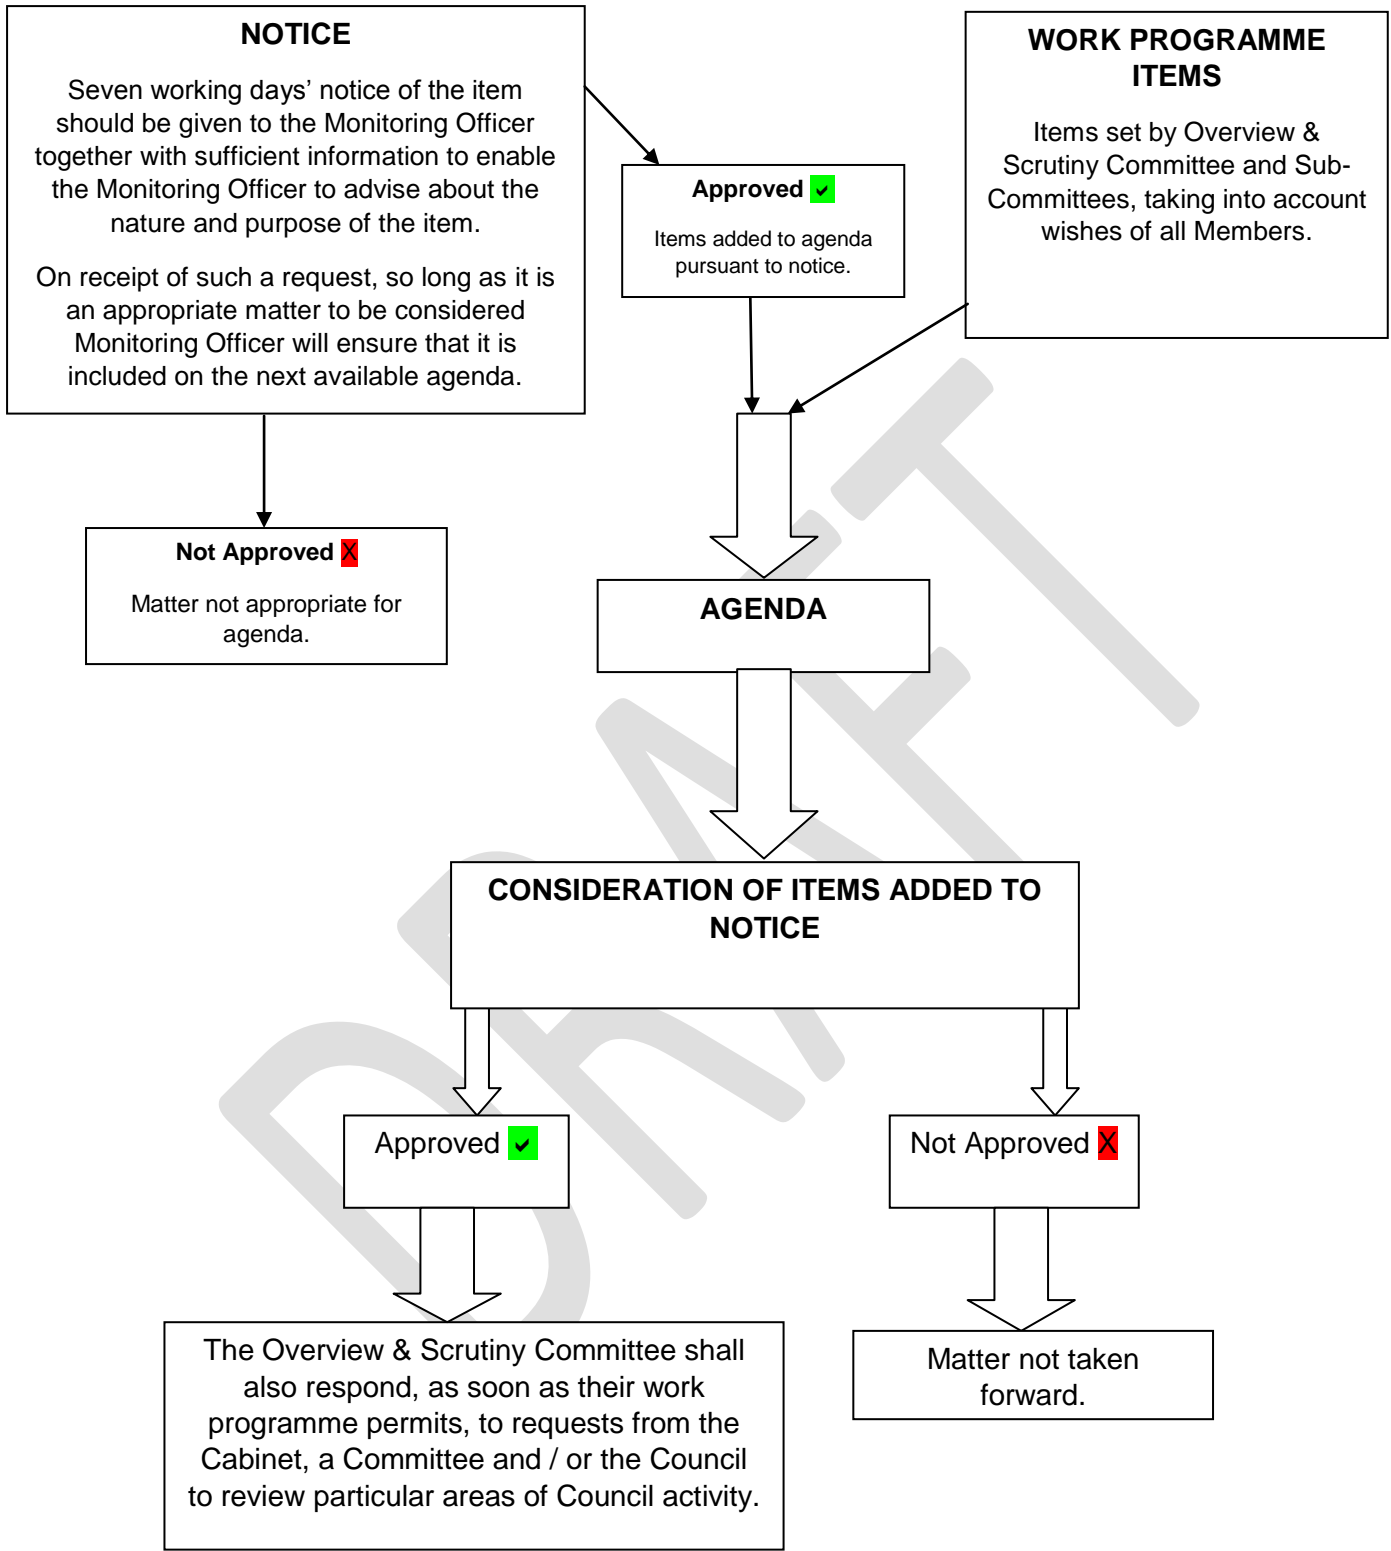 NOTICE
Seven working days’ notice of the item
should be given to the Monitoring Officer
together with sufficient information to enable
the Monitoring Officer to advise about the
nature and purpose of the item.
On receipt of such a request, so long as it is
an appropriate matter to be considered
Monitoring Officer will ensure that it is
included on the next available agenda.
WORK PROGRAMME
ITEMS
Items set by Overview &
Scrutiny Committee and Sub-
Committees, taking into account
wishes of all Members.
Approved ✔
Items added to agenda
pursuant to notice.
Not Approved X
Matter not appropriate for
agenda.
AGENDA
CONSIDERATION OF ITEMS ADDED TO
NOTICE
Approved ✔
Not Approved X
The Overview & Scrutiny Committee shall
also respond, as soon as their work
programme permits, to requests from the
Cabinet, a Committee and / or the Council
to review particular areas of Council activity.
Matter not taken
forward.
DRAFT